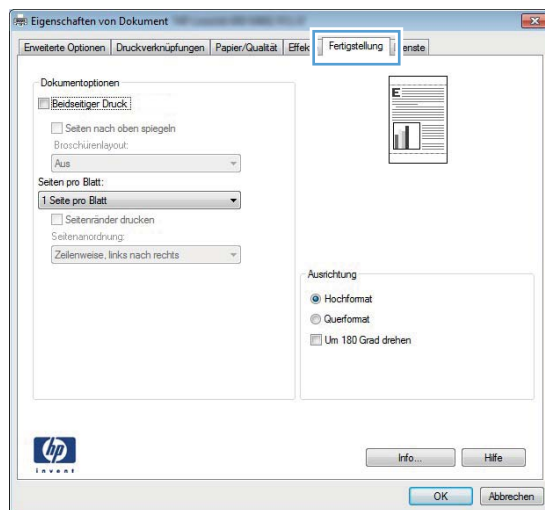 Eigenschaften von Dokument
Erweiterte Optionen
Druckverknüpfungen
Papier/Qualität
Effek
Fertigstellung
enste
Dokumentoptionen
Beidseitiger Druck
Seiten nach oben spiegeln
Broschürenlayout:
Aus
Seiten pro Blatt:
1 Seite pro Blatt
Seitenränder drucken
Seitenanordnung:
Zeilenweise, links nach rechts
E
Ausrichtung
Hochformat
Querformat
Um 180 Grad drehen
hp
invent
Info...
Hilfe
OK
Abbrechen